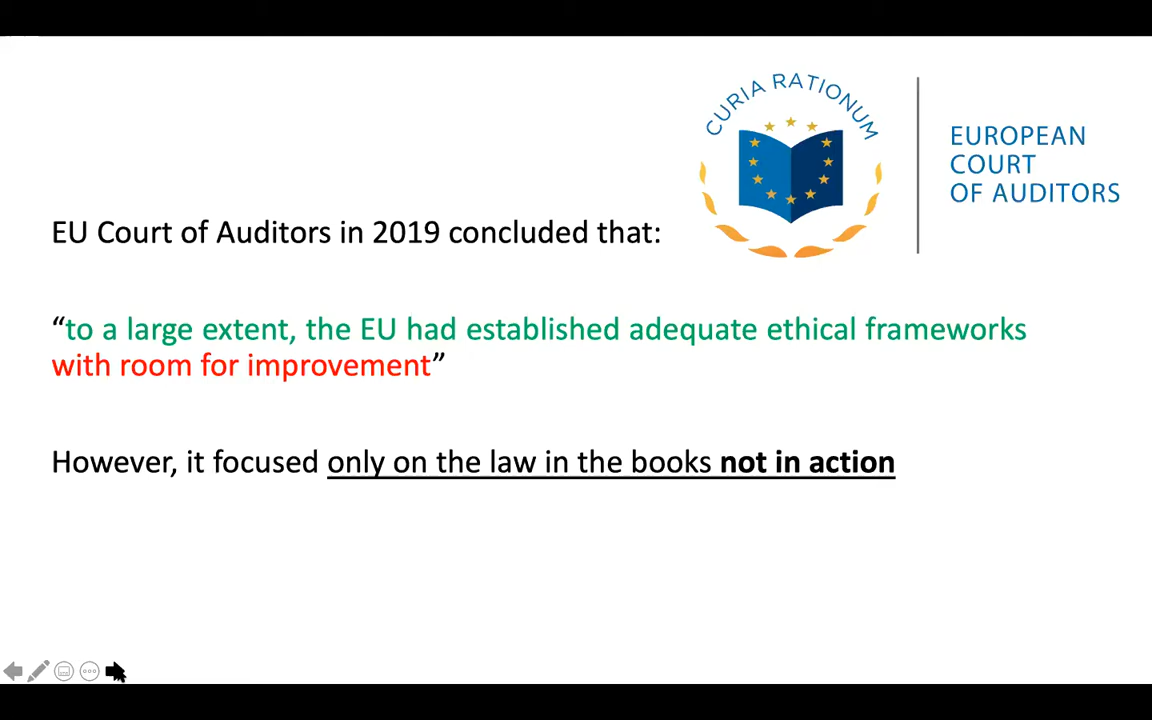 CURIA RATIONUM
EUROPEAN
COURT
OF AUDITORS
EU Court of Auditors in 2019 concluded that:
“to a large extent, the EU had established adequate ethical frameworks
with room for improvement”
However, it focused only on the law in the books not in action